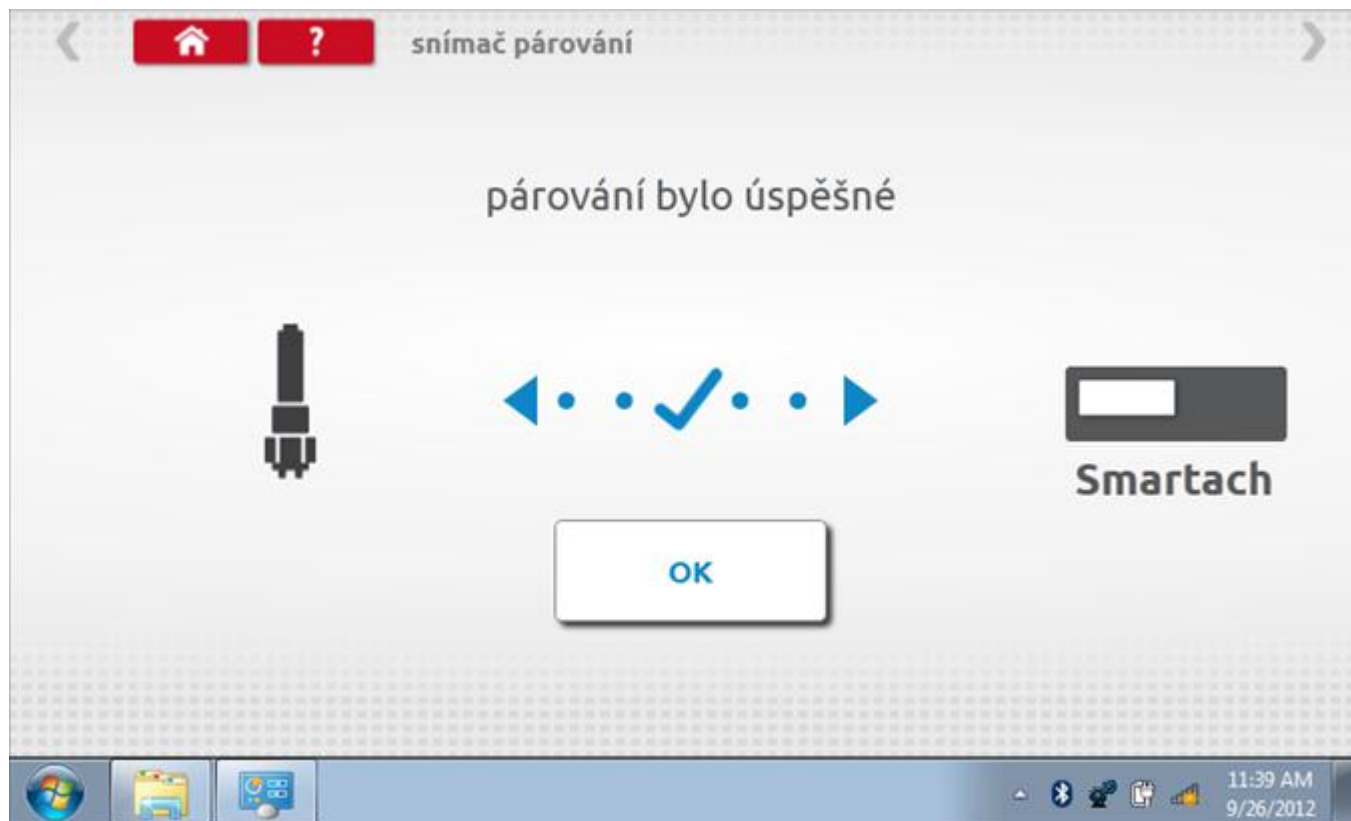 ? snímač párování
párování bylo úspěšné
Smartach
OK
11:39 AM
9/26/2012